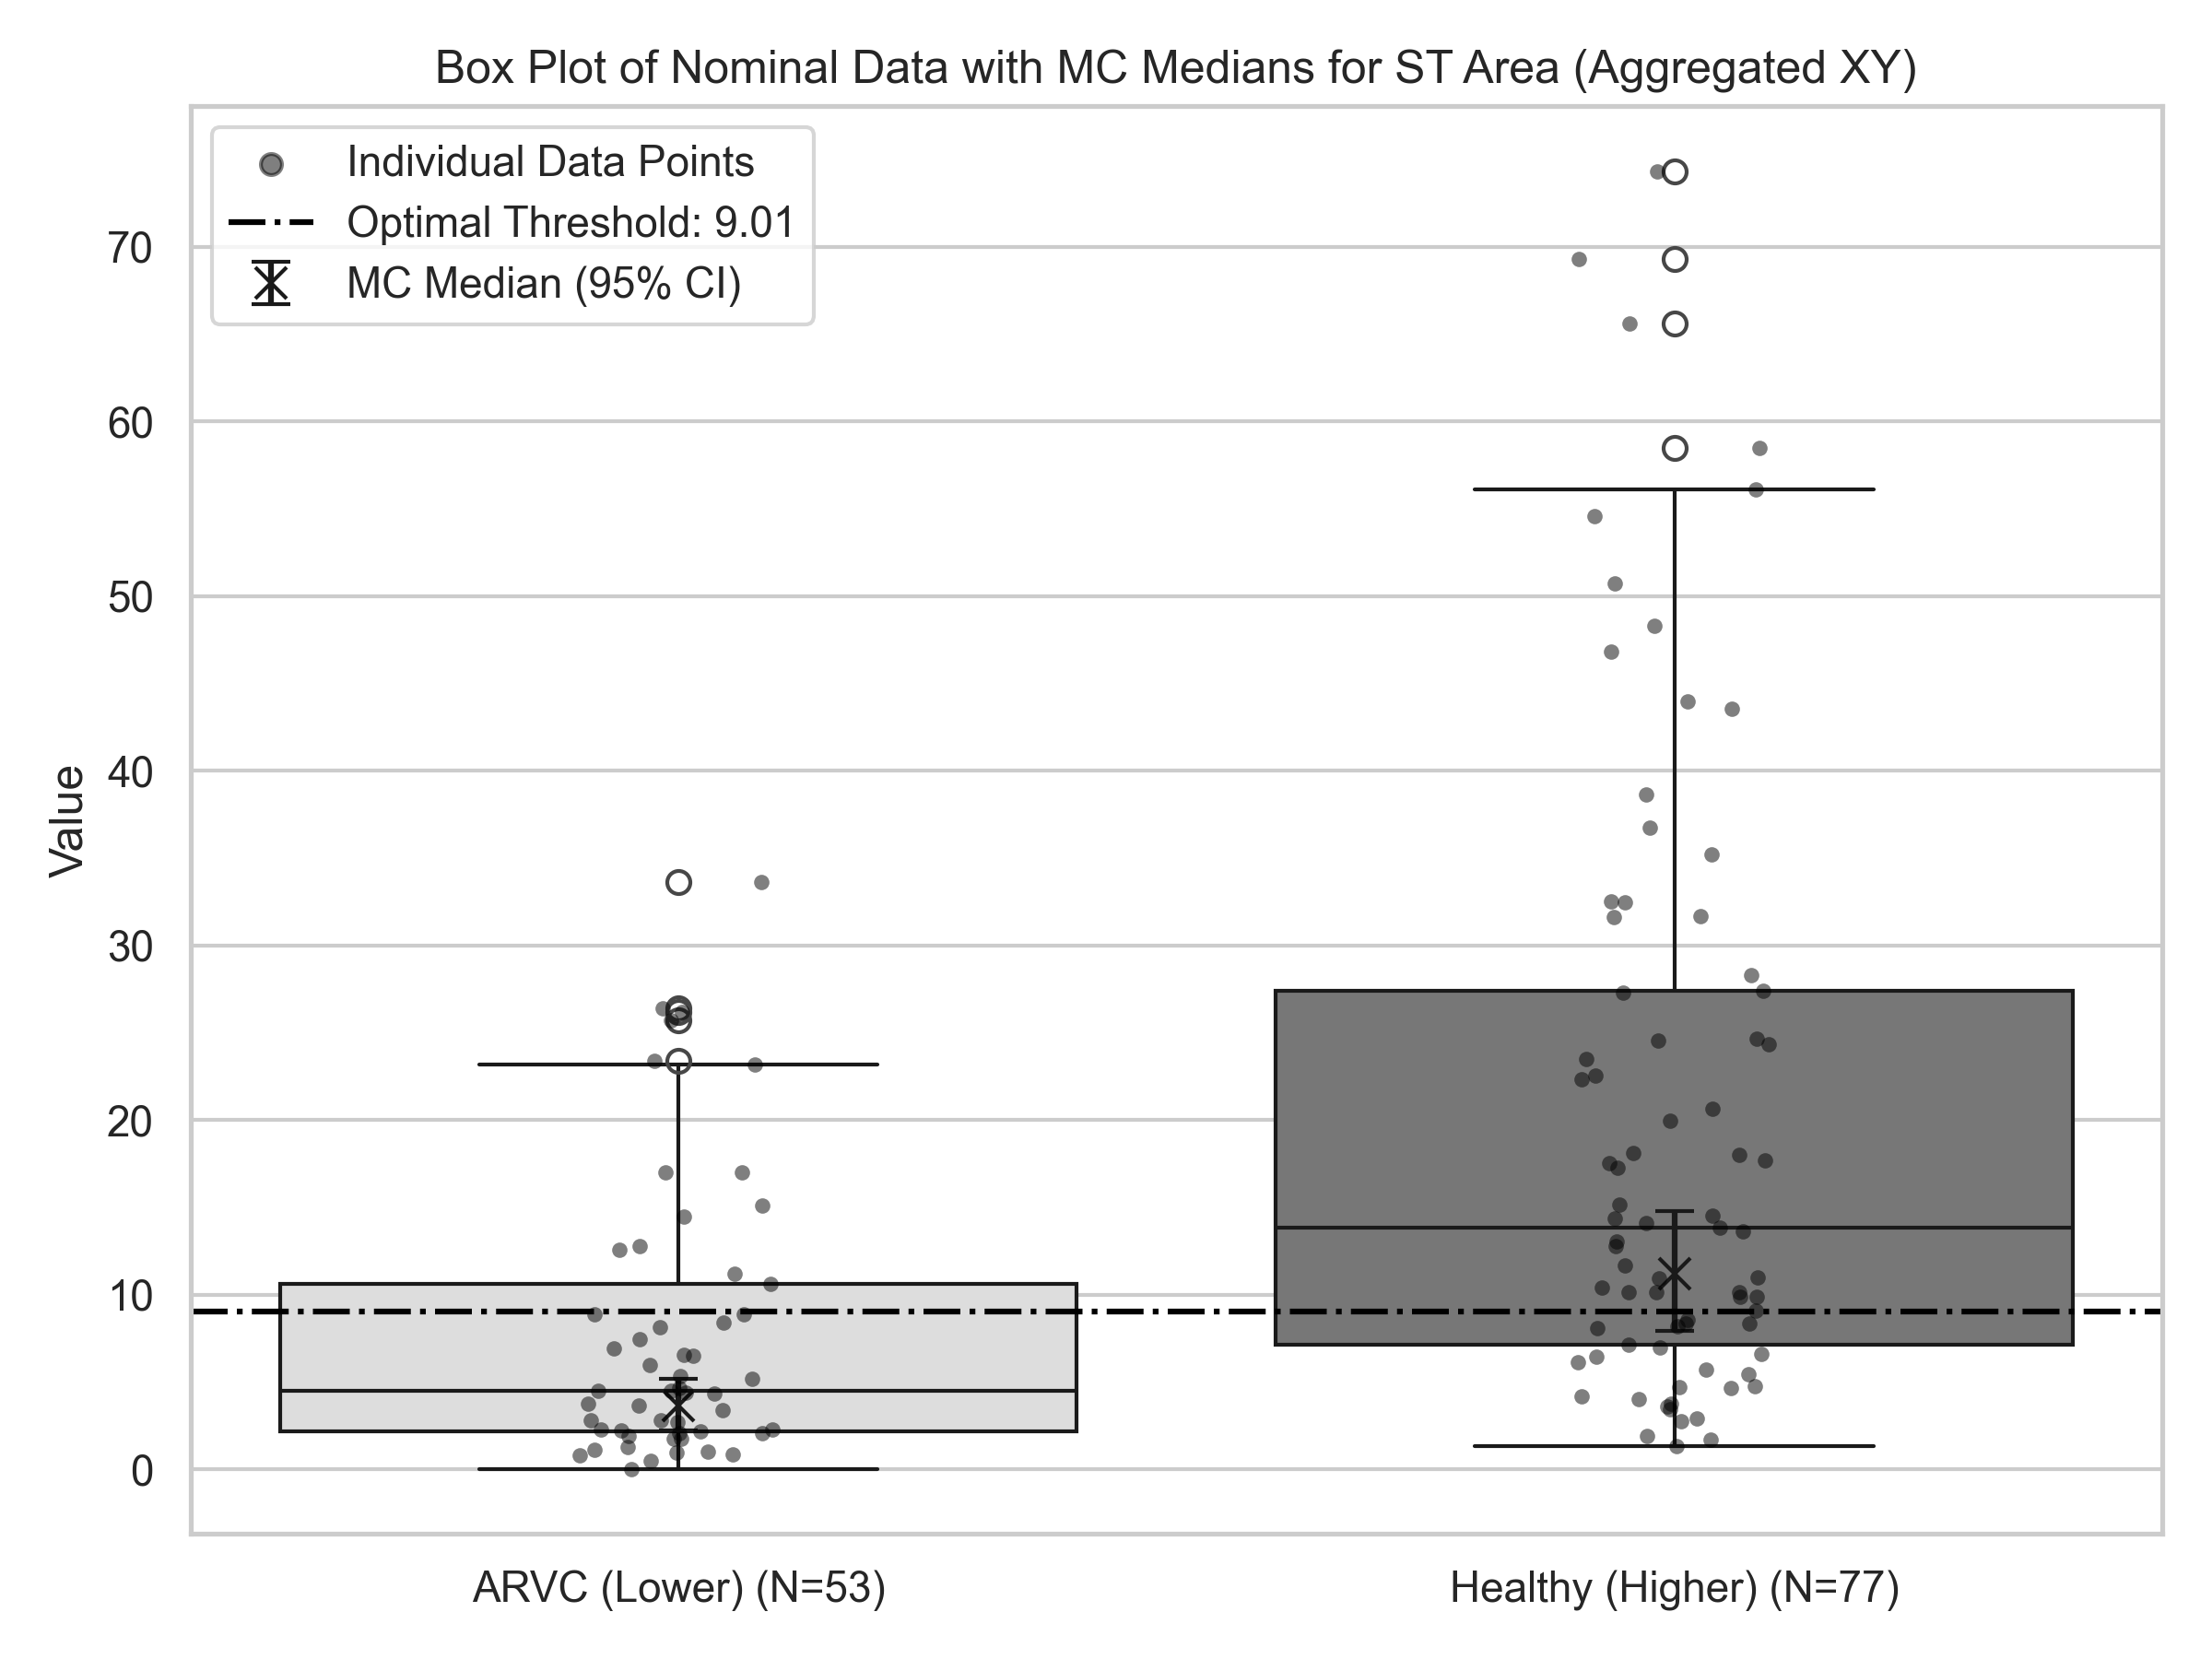 Box Plot of Nominal Data with MC Medians for ST Area (Aggregated XY)
Individual Data Points
Optimal Threshold: 9.01
MC Median (95% CI)
Value
70
60
50
40
30
20
10
0
ARVC (Lower) (N=53)
Healthy (Higher) (N=77)